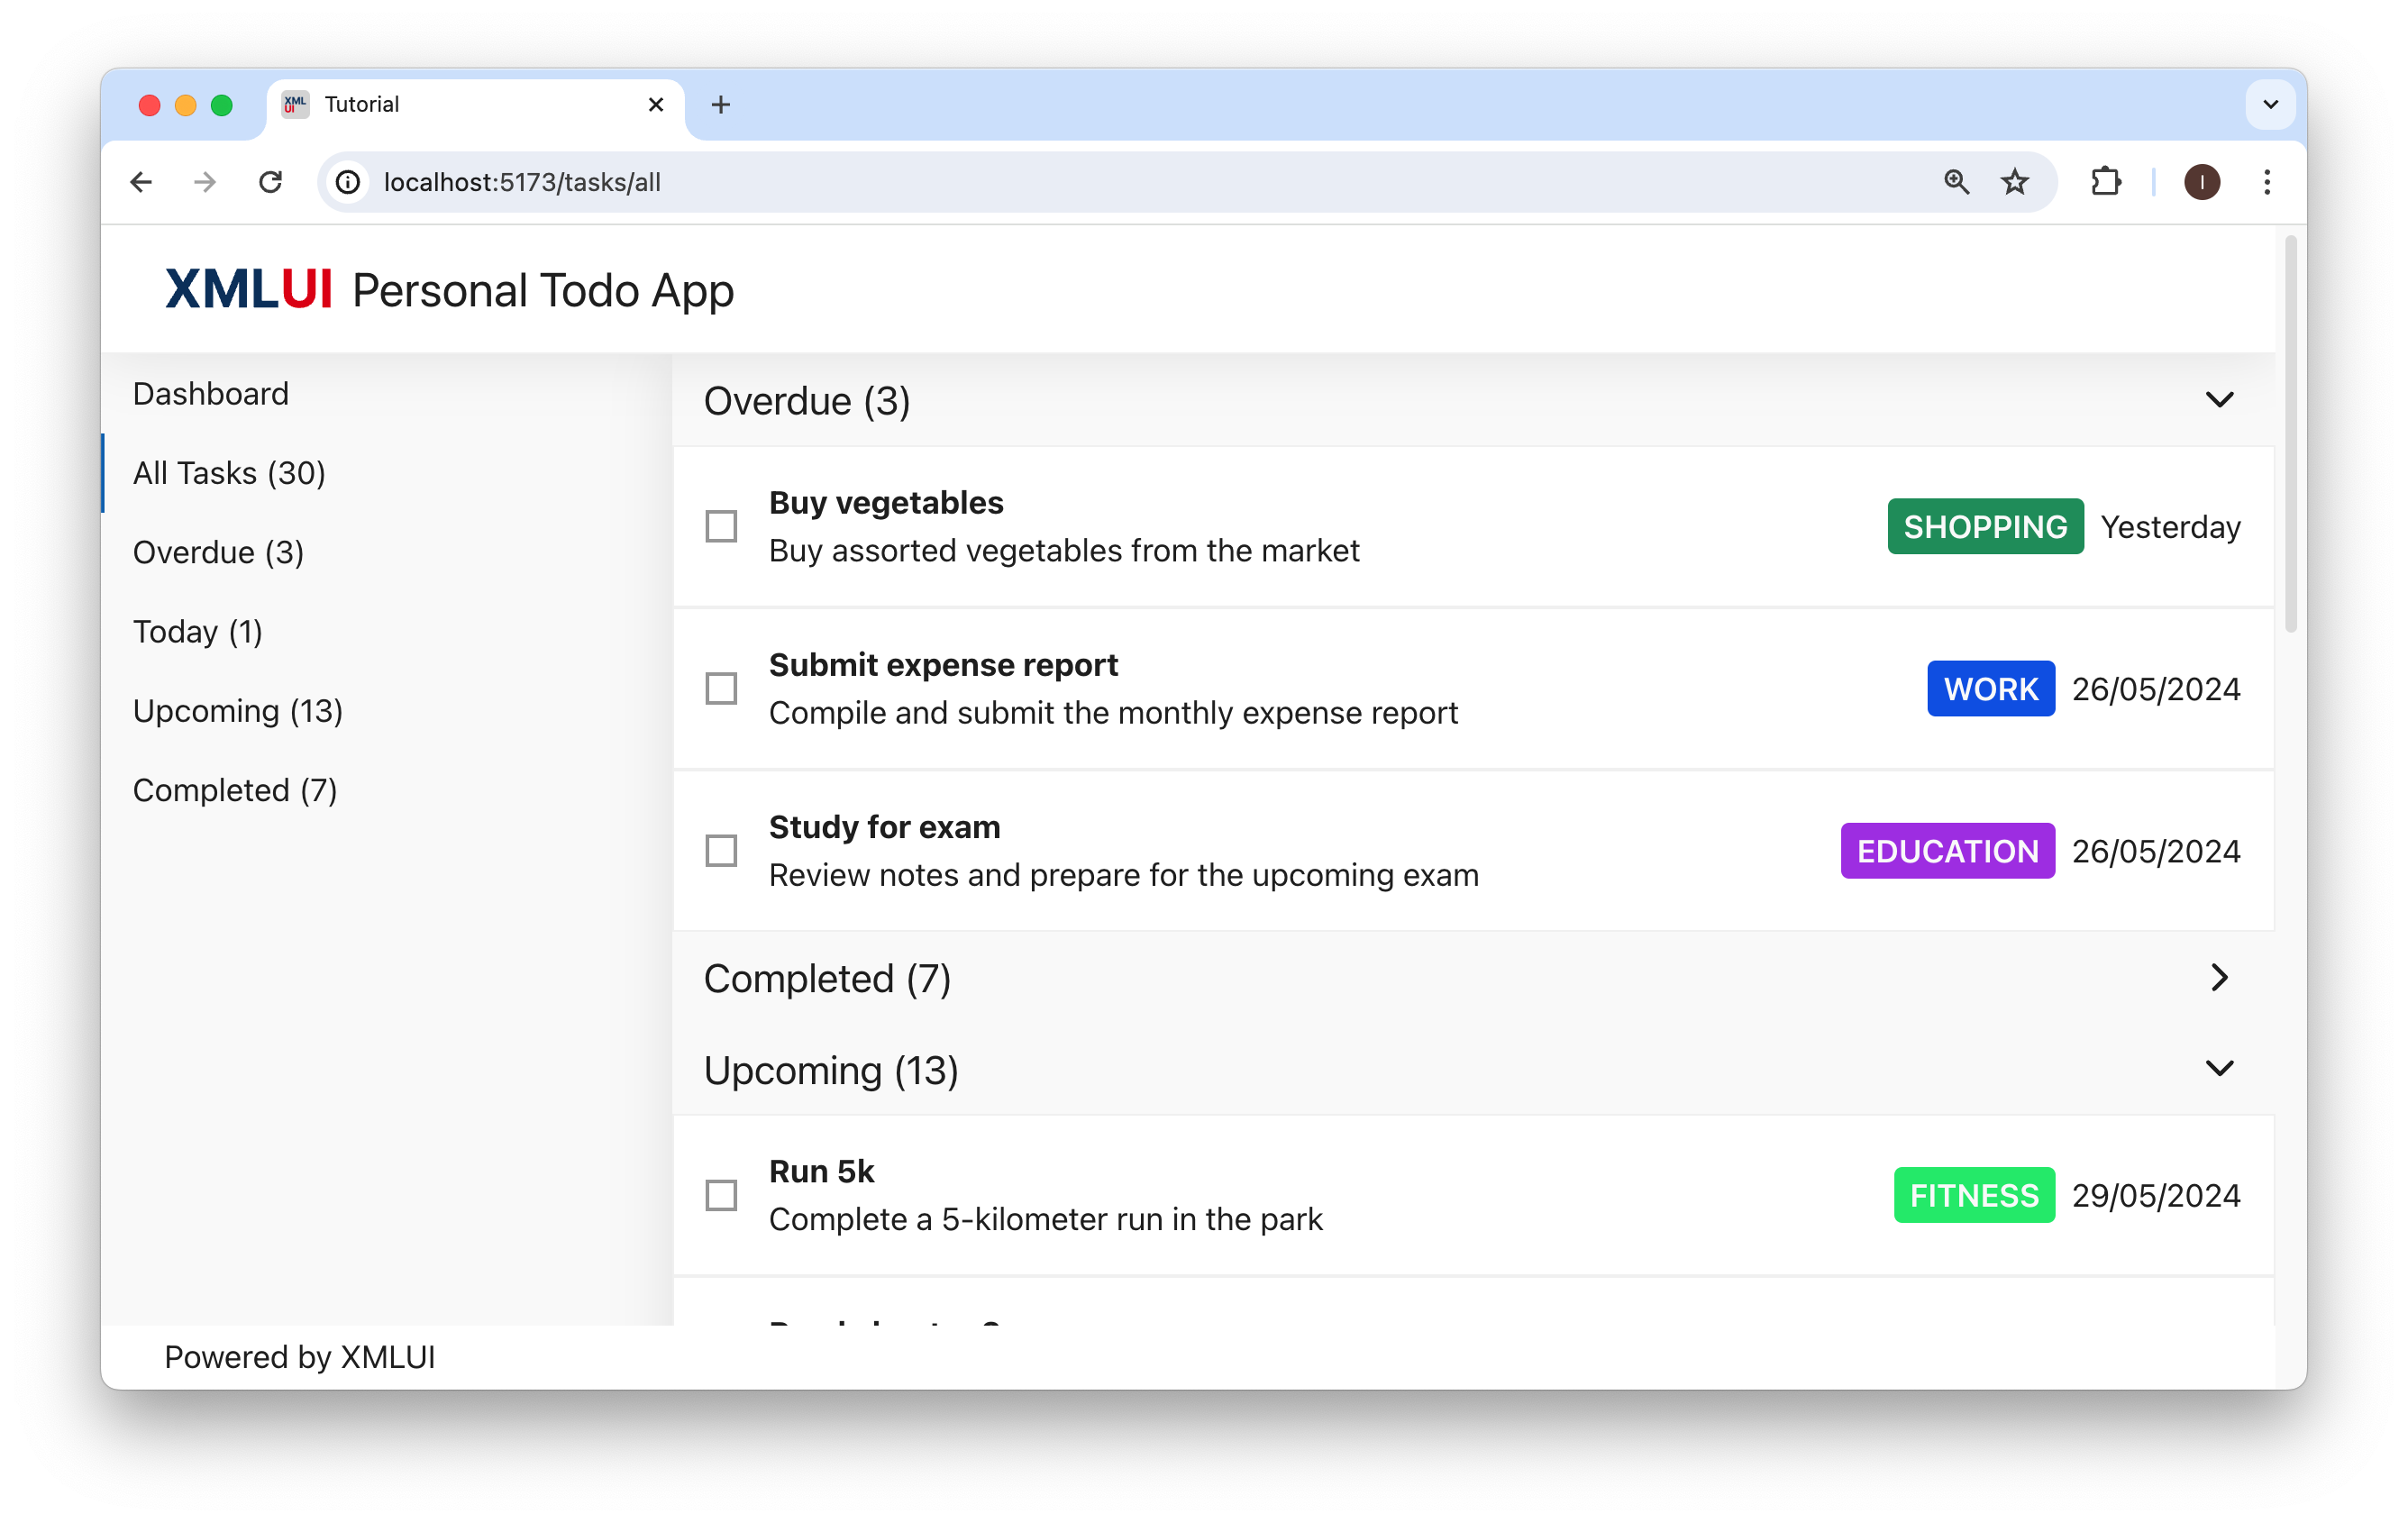 XML
UI
Tutorial
localhost:5173/tasks/all
I
XMLUI Personal Todo App
Dashboard
All Tasks (30)
Overdue (3)
Today (1)
Upcoming (13)
Completed (7)
Overdue (3)
Buy vegetables
Buy assorted vegetables from the market
SHOPPING Yesterday
Submit expense report
Compile and submit the monthly expense report
WORK 26/05/2024
Study for exam
Review notes and prepare for the upcoming exam
EDUCATION 26/05/2024
Completed (7)
Upcoming (13)
Run 5k
Complete a 5-kilometer run in the park
FITNESS 29/05/2024
Powered by XMLUI